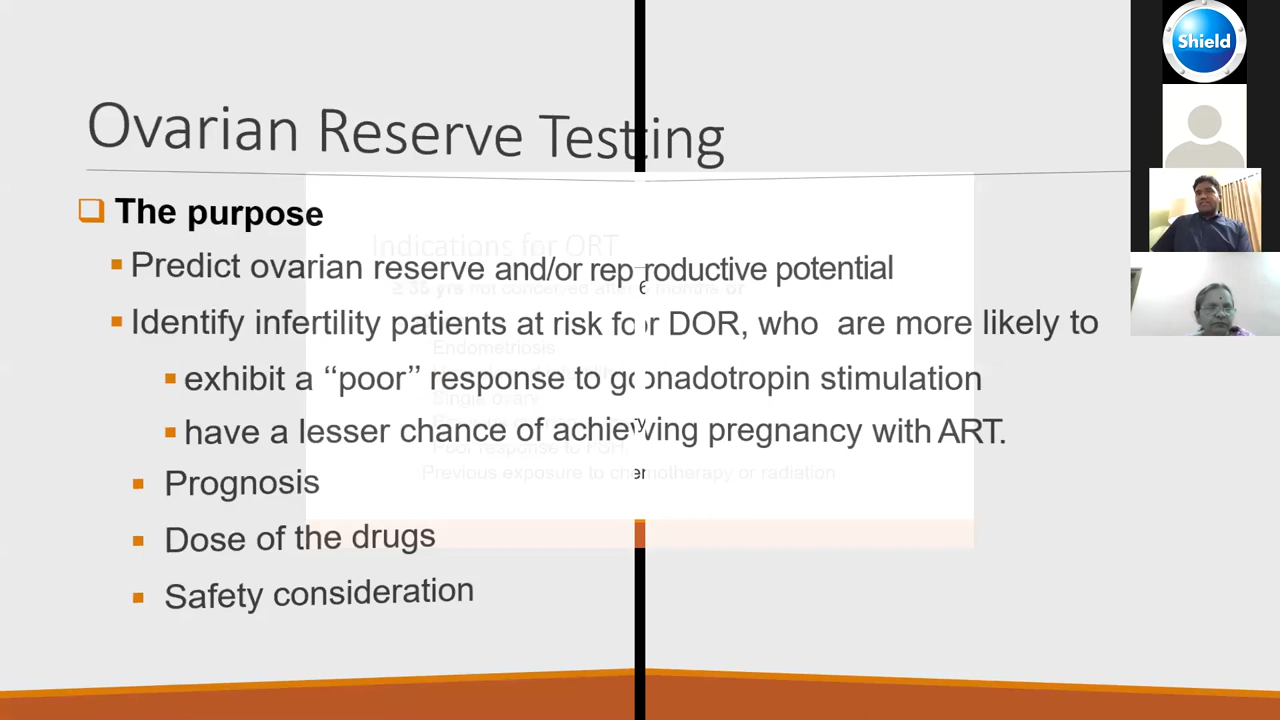 Shield
Ovarian Reserve Testing
The purpose
Predict ovarian reserve and/or reproductive potential
Identify infertility patients at risk for DOR, who are more likely to
exhibit a ‘‘poor’’ response to gonadotropin stimulation
have a lesser chance of achieving pregnancy with ART.
Prognosis
Dose of the drugs
Safety consideration
Indications for ORT
≥ 35 yrs not conceived after 6 months or
Endometriosis
Single ovary
Poor response to FSH
Previous exposure to chemotherapy or radiation